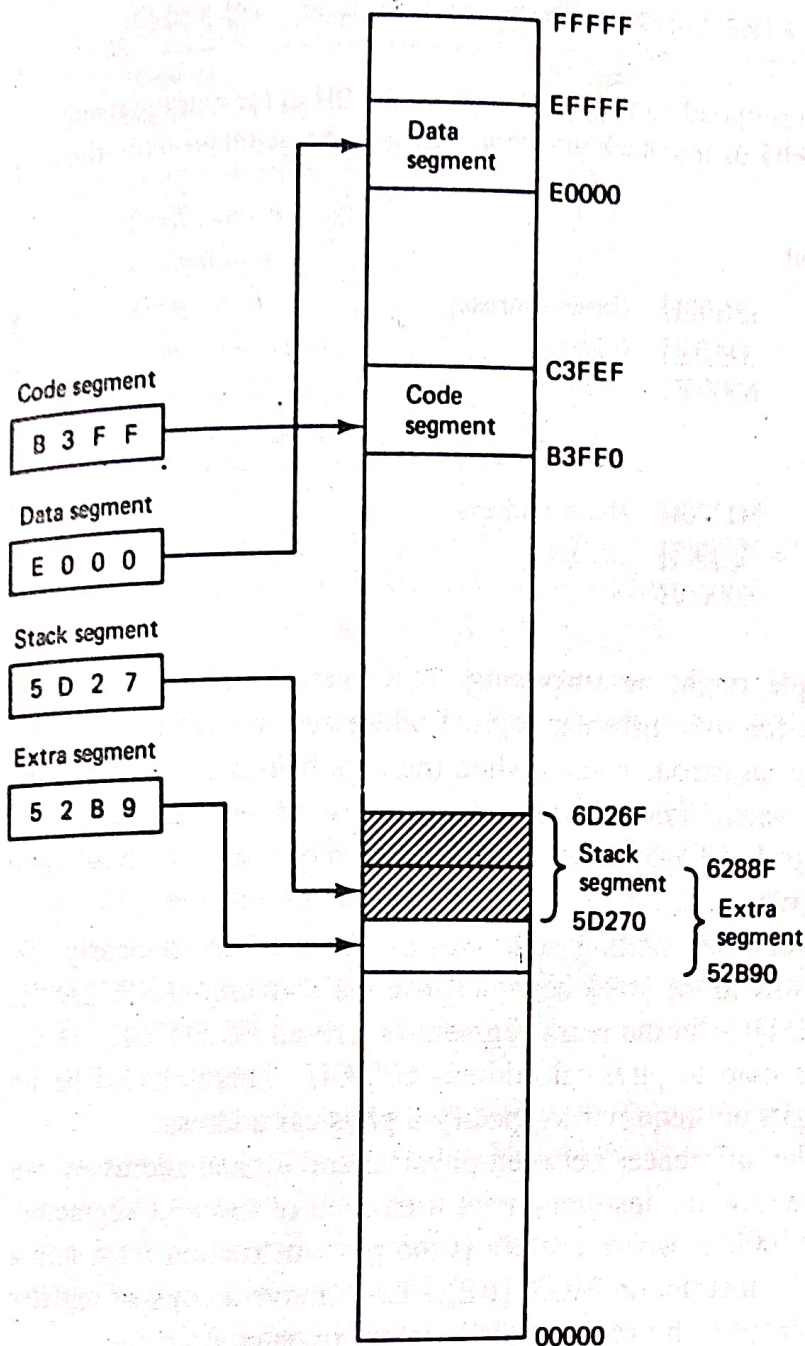 FFFFF
EFFFF
Data
segment
E0000
C3FEF
Code segment
B 3 F F
Code
segment
B3FF0
Data segment
E 0 0 0
Stack segment
5 D 2 7
Extra segment
5 2 B 9
6D26F
Stack
segment
6288F
5D270
Extra
segment
52B90
00000